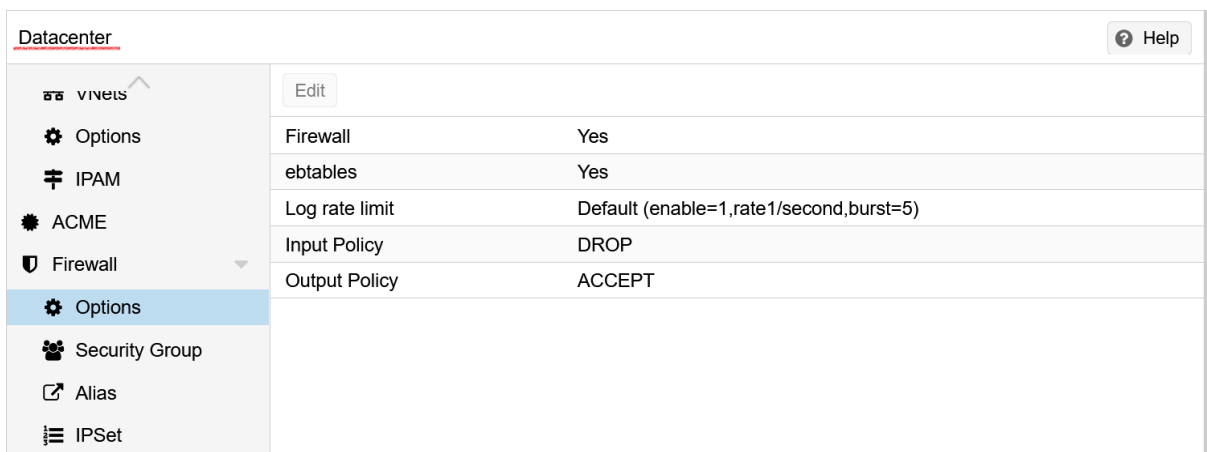 Datacenter
Help
VNets
Options
IPAM
ACME
Firewall
Options
Security Group
Alias
IPSet
Edit
Firewall Yes
ebtables Yes
Log rate limit Default (enable=1,rate1/second,burst=5)
Input Policy DROP
Output Policy ACCEPT